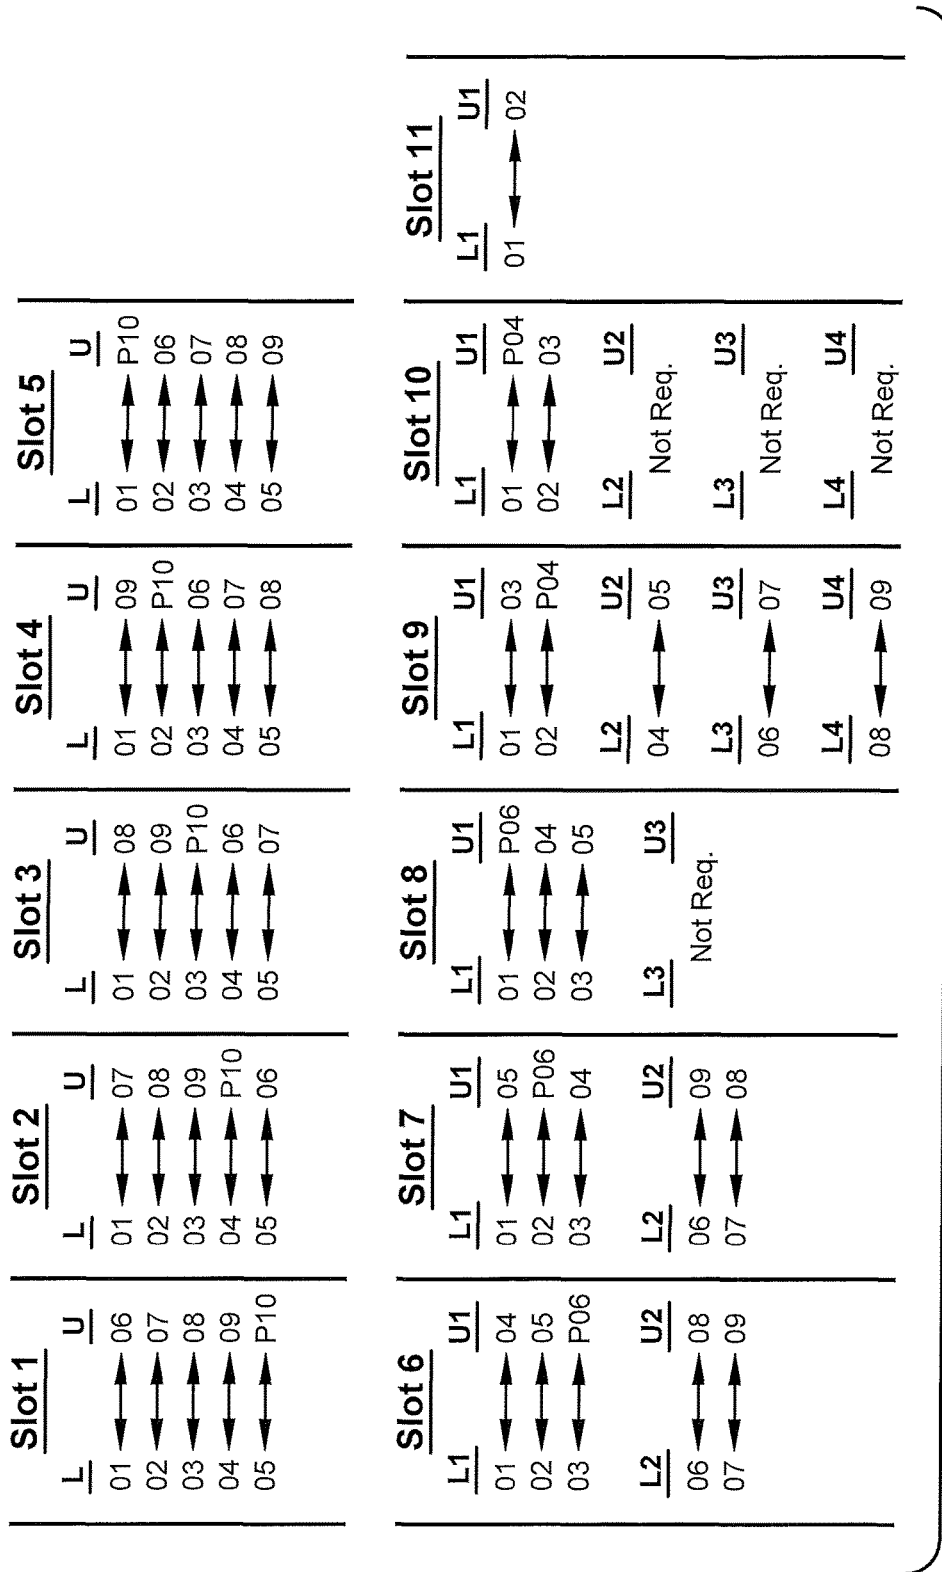 Slot 1
L U
01 06
02 07
03 08
04 09
05 P10
Slot 2
L U
01 07
02 08
03 09
04 P10
05 06
Slot 3
L U
01 08
02 09
03 P10
04 06
05 07
Slot 4
L U
01 09
02 P10
03 06
04 07
05 08
Slot 5
L U
01 P10
02 06
03 07
04 08
05 09
Slot 6
L1 U1
01 04
02 05
03 P06
L2 U2
06 08
07 09
Slot 7
L1 U1
01 05
02 P06
03 04
L2 U2
06 09
07 08
Slot 8
L1 U1
01 P06
02 04
03 05
L3 U3
Not Req.
Slot 9
L1 U1
01 03
02 P04
L2 U2
04 05
L3 U3
06 07
L4 U4
08 09
Slot 10
L1 U1
01 P04
02 03
L2 U2
Not Req.
L3 U3
Not Req.
L4 U4
Not Req.
Slot 11
L1 U1
01 02